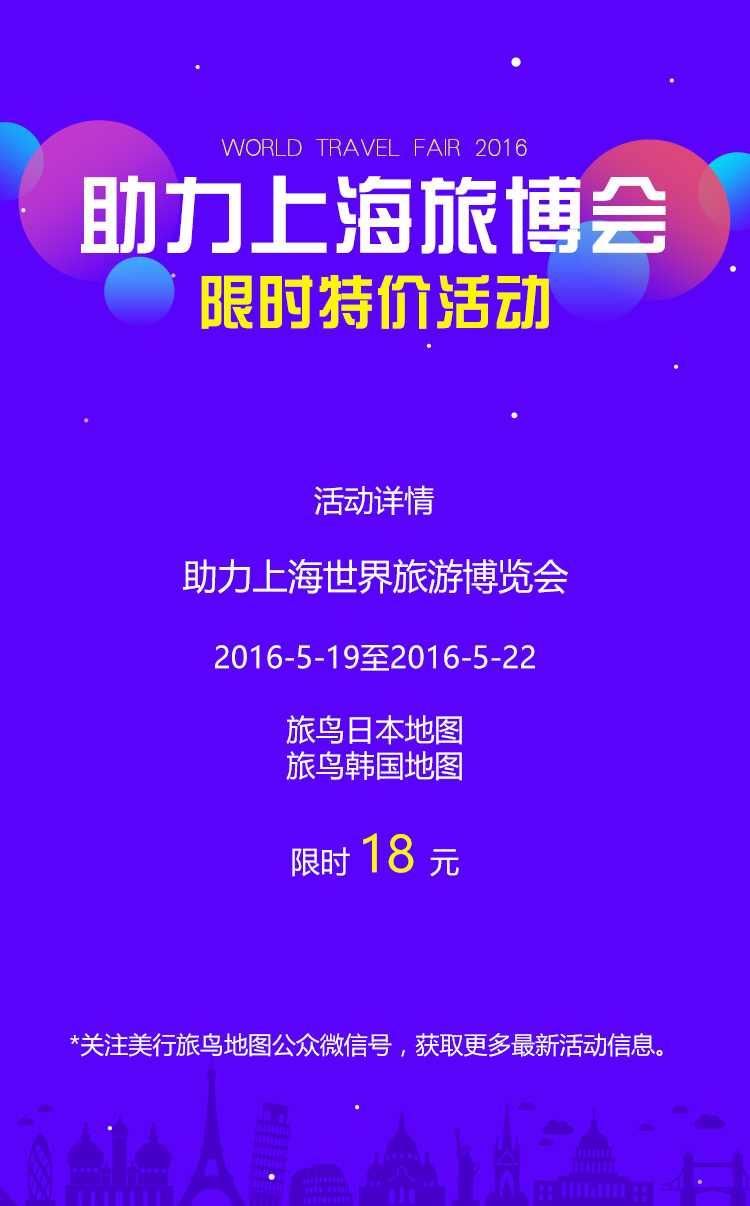 WORLD TRAVEL FAIR 2016
助力上海旅博会
限时特价活动
活动详情
助力上海世界旅游博览会
2016-5-19至2016-5-22
旅鸟日本地图
旅鸟韩国地图
限时 18 元
*关注美行旅鸟地图公众微信号，获取更多最新活动信息。